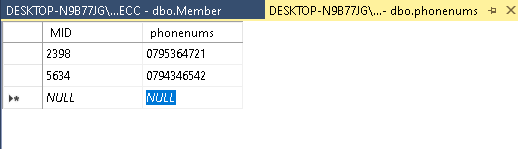 DESKTOP-N9B77JG\...ECC - dbo.Member DESKTOP-N9B77JG\...- dbo.phonenums
MID phonenums
2398 0795364721
5634 0794346542
NULL NULL